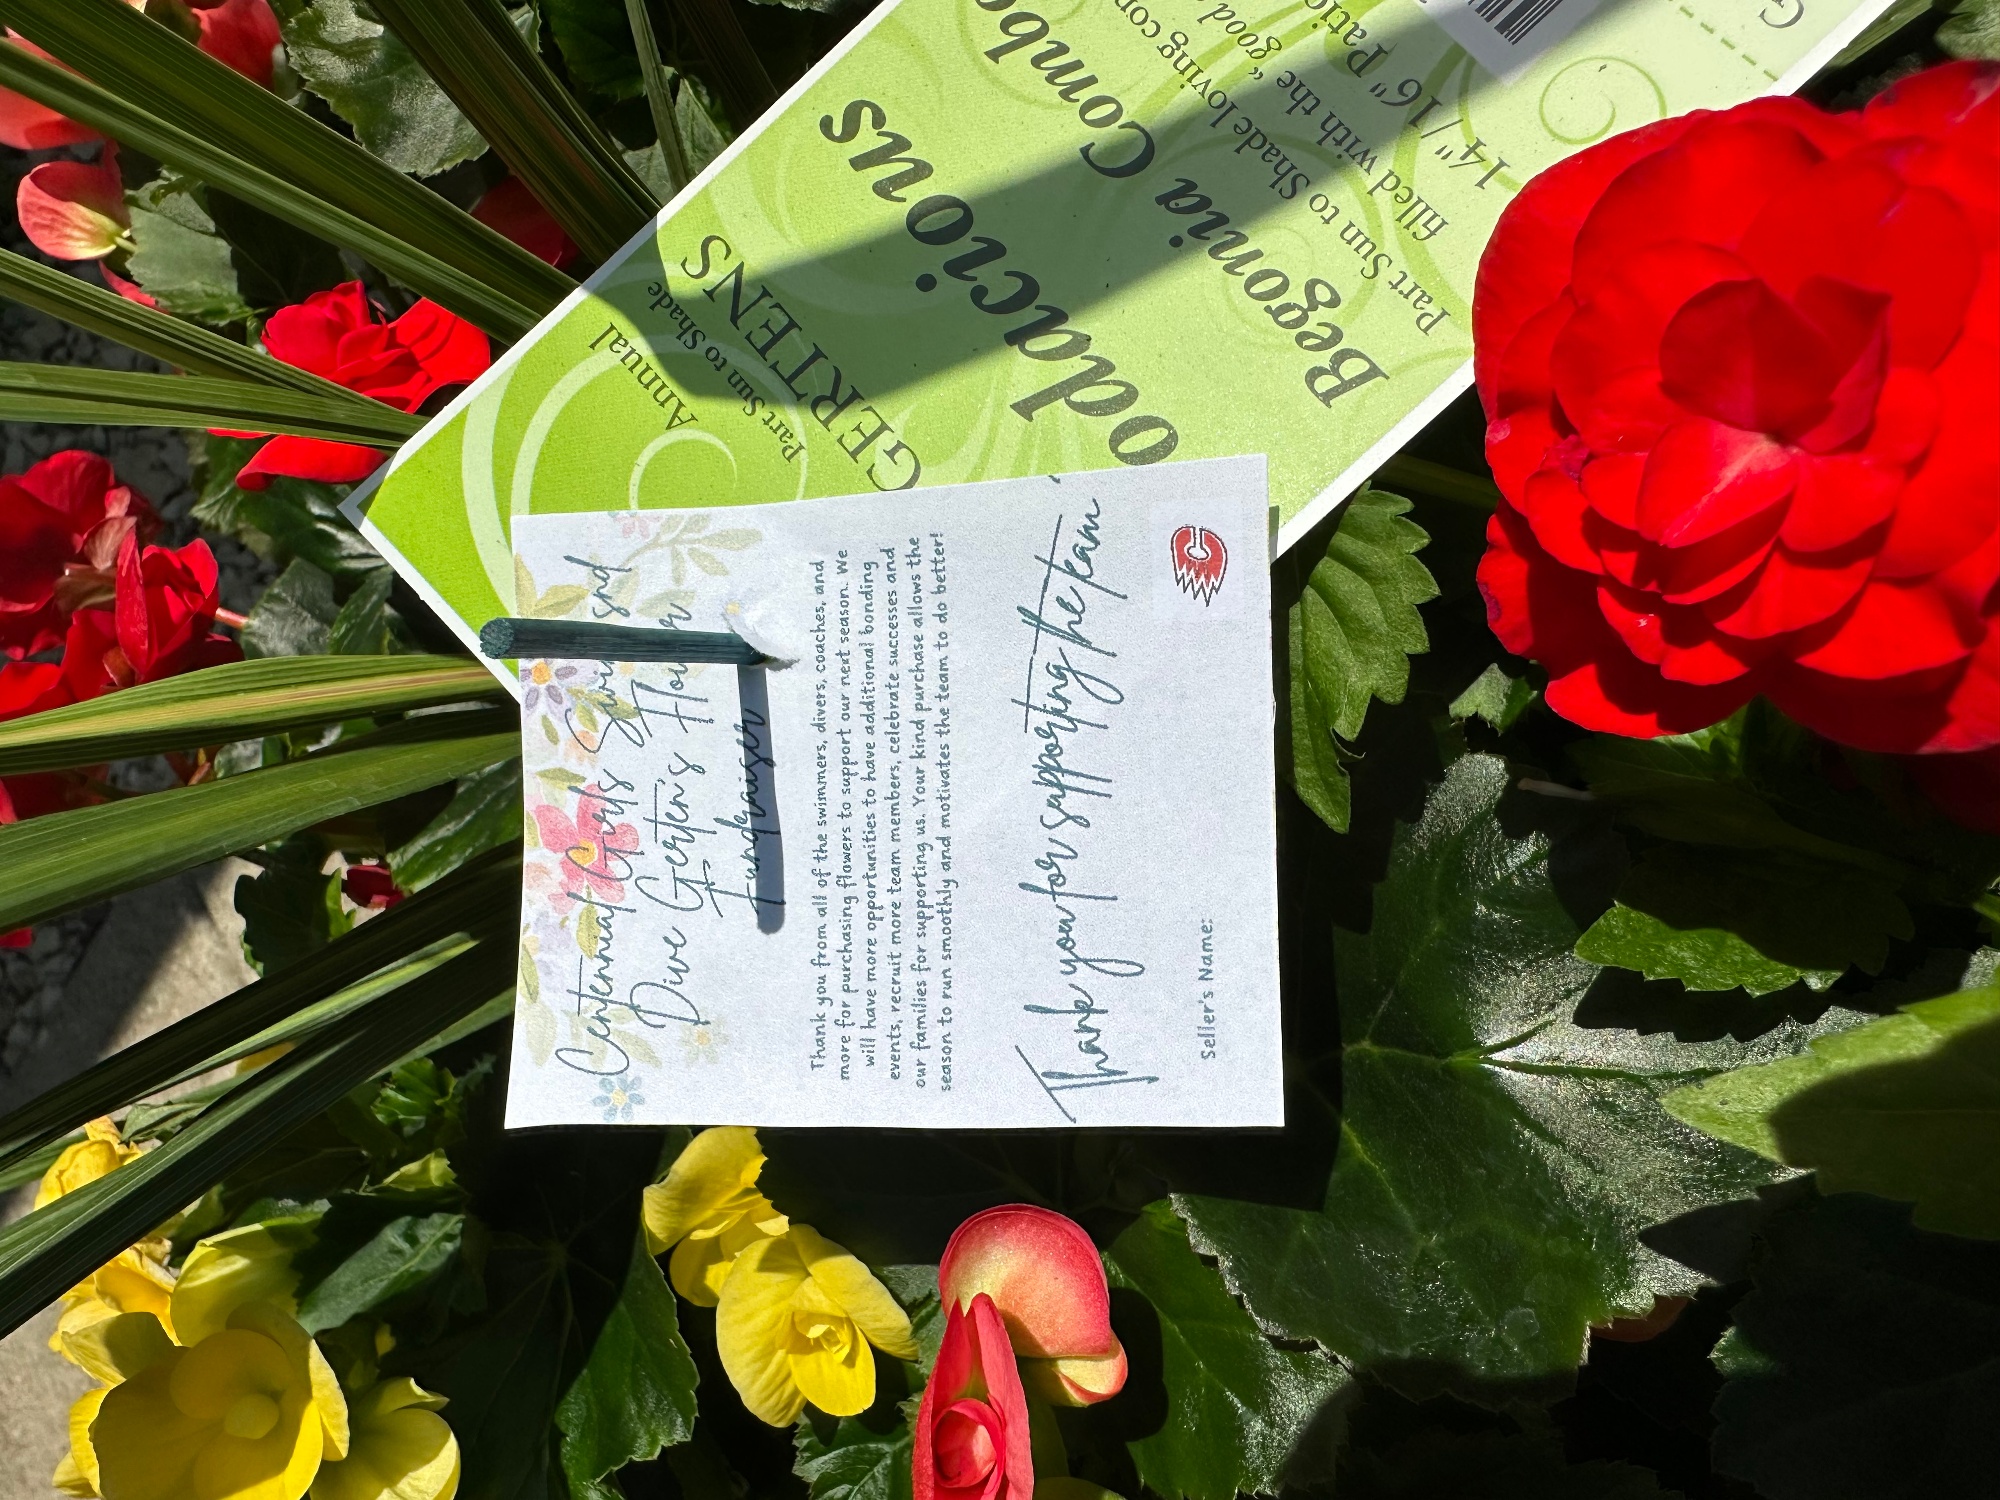 Centennial Girls Swim and
Dive Gerten's Flower
Fundraiser
Thank you from all of the swimmers, divers, coaches, and
more for purchasing flowers to support our next season. We
will have more opportunities to have additional bonding
events, recruit more team members, celebrate successes and
our families for supporting us. Your kind purchase allows the
season to run smoothly and motivates the team to do better!
Thank you for supporting the team!
C
Seller's Name:
Annual
Part Sun to Shade
GERTENS
odacious
Begonia Combo
Part Sun to Shade loving
filled with the "good
14"/16" Patio
G